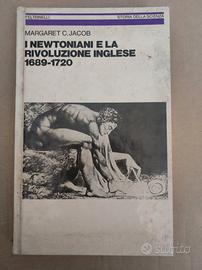 FELTRINELLI
STORIA DELLA SCIENZA
MARGARET C. JACOB
I NEWTONIANI E LA
RIVOLUZIONE INGLESE
1689-1720
subito